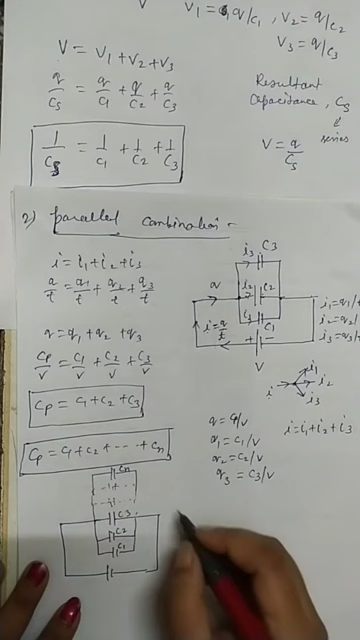 V
V1 = q/c1, V2 = q/c2
V3 = q/c3
V = V1 + V2 + V3
q/Cs = q/C1 + q/C2 + q/C3
Resultant
Capacitance, Cs
series
1/Cs = 1/C1 + 1/C2 + 1/C3
V = q/Cs
2) parallel combination -
i = i1 + i2 + i3
q/t = q1/t + q2/t + q3/t
q = q1 + q2 + q3
Cp/V = C1/V + C2/V + C3/V
Cp = C1 + C2 + C3
Cp = C1 + C2 + ---- + Cn
i3 C3
q
i2 C2
i3 C1
i = q/t
+ -
V
i1 = q1/
i2 = q2/
i3 = q3/
i1
i i2
i3
q = C/V
q1 = C1/V
q2 = C2/V
q3 = C3/V
i = i1 + i2 + i3
Cn
C3
C2
C1